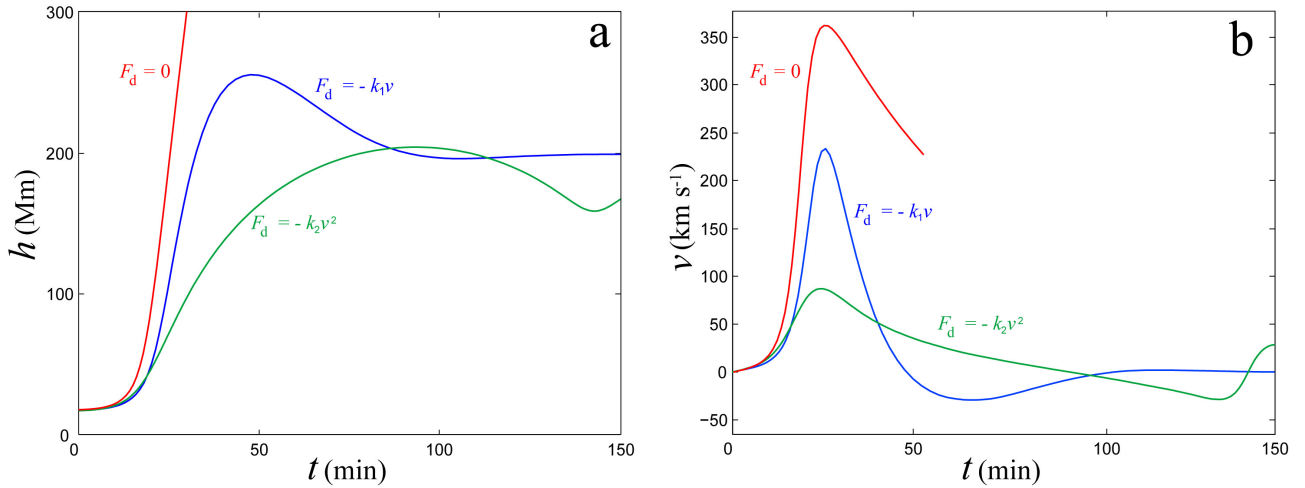 a
300
200
100
0
h (Mm)
F_d = 0
F_d = - k₁v
F_d = - k₂v²
0 50 100 150
t (min)
b
350
300
250
200
150
100
50
0
−50
v (km s⁻¹)
F_d = 0
F_d = - k₁v
F_d = - k₂v²
0 50 100 150
t (min)